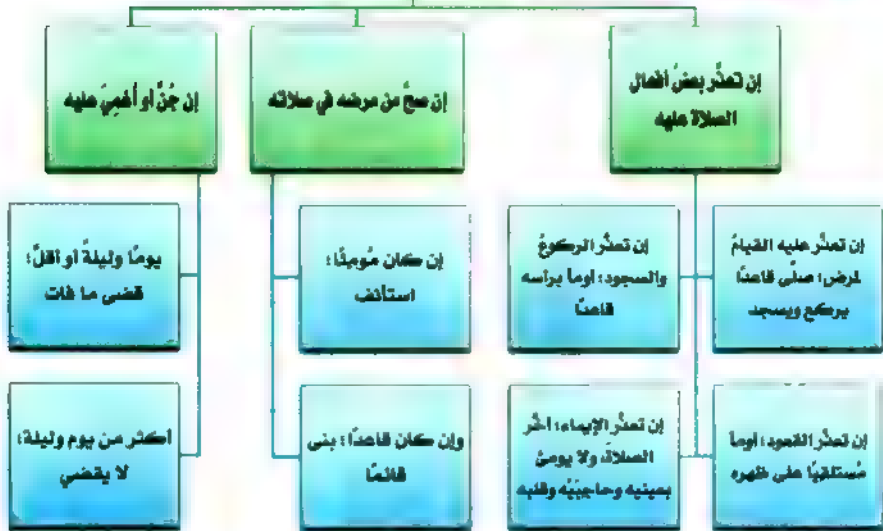 إن تعذَّر بعضُ أفعال
الصلاة عليه
إن صحَّ من مرضه في صلاته
إن جُنَّ أو أُغمِيَ عليه
إن تعذَّر عليه القيامُ
لمرض؛ صلَّى قاعدًا
يركع ويسجد
إن تعذَّر الركوعُ
والسجود؛ أومأ برأسه
قاعدًا
إن كان مُومِئًا؛
استأنف
يومًا وليلةً أو أقلَّ؛
قضى ما فات
إن تعذَّر القعود؛ أومأ
مُستلقيًا على ظهره
إن تعذَّر الإيماء؛ أخَّر
الصلاةَ، ولا يومئ
بعينيه وحاجبَيْه وقلبه
وإن كان قاعدًا؛ بنى
قائمًا
أكثر من يوم وليلة؛
لا يقضي